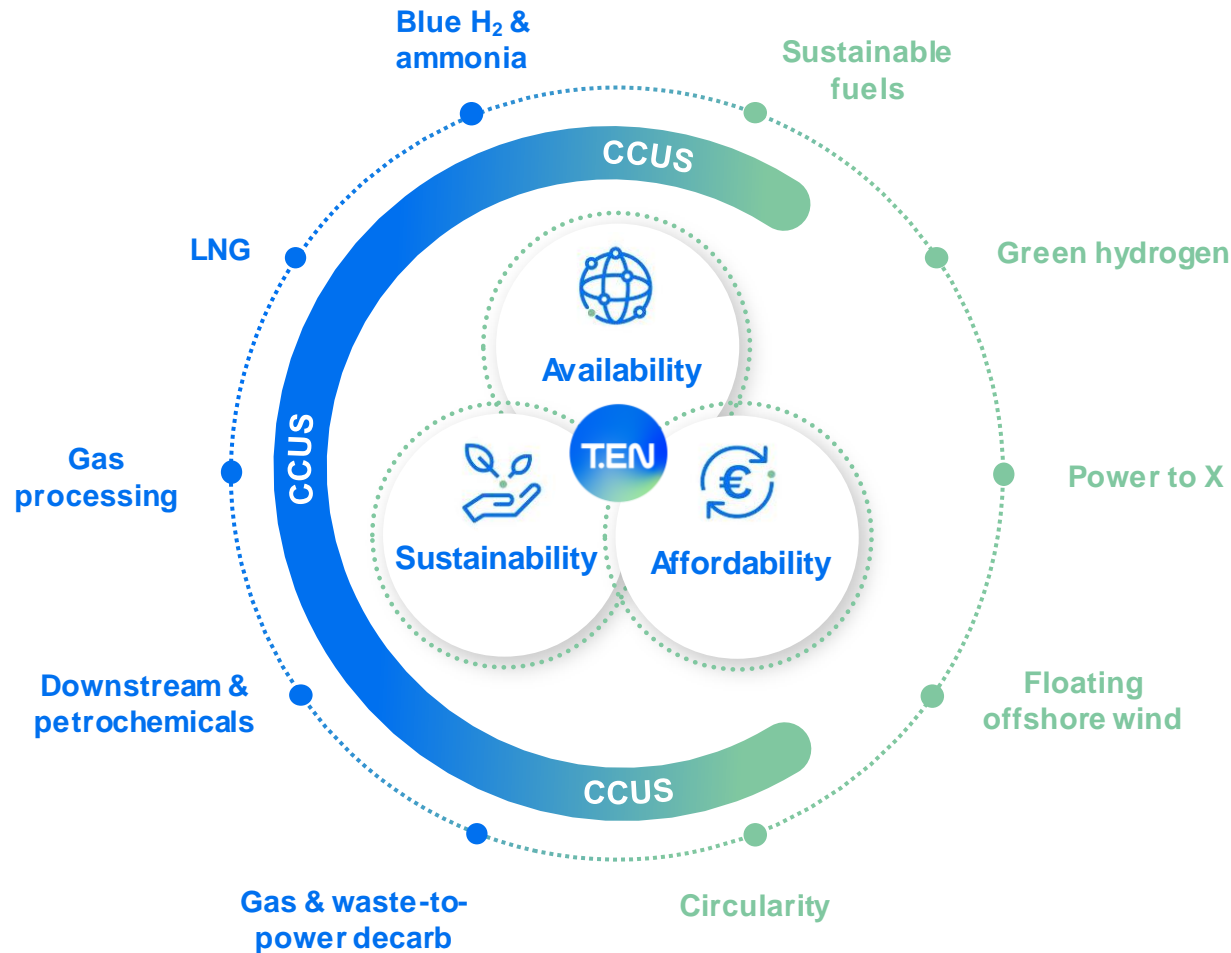 Blue H₂ &
ammonia
Sustainable
fuels
CCUS
LNG
Green hydrogen
Availability
CCUS
T.EN
€
Gas
processing
Power to X
Sustainability
Affordability
Downstream &
petrochemicals
Floating
offshore wind
CCUS
Gas & waste-to-
power decarb
Circularity